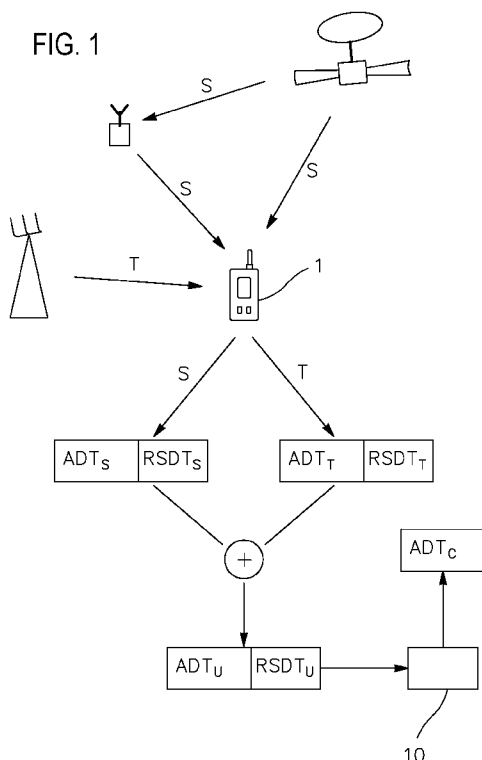 FIG. 1
S
S
S
T
1
S
T
ADTS RSDTS
ADTT RSDTT
+
ADTC
ADTU RSDTU
10